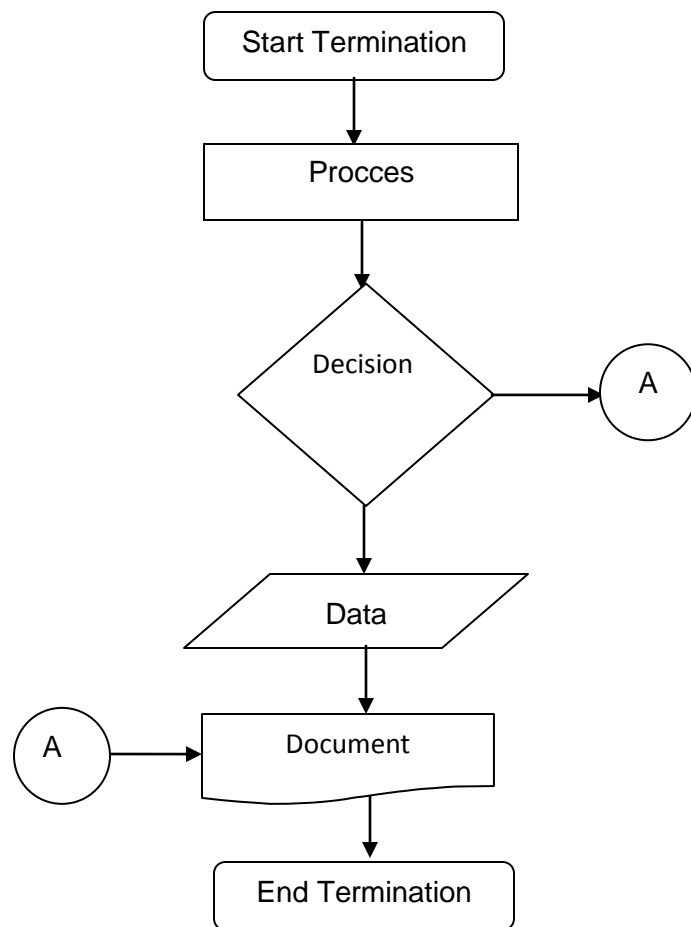 Start Termination
Procces
Decision
A
Data
A
Document
End Termination